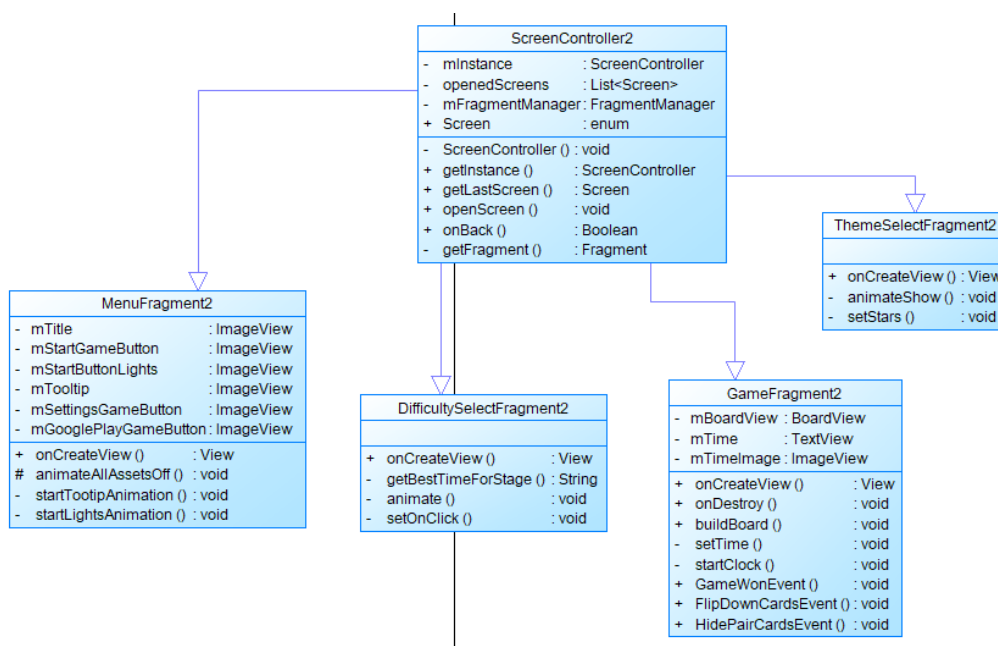 ScreenController2
- mInstance : ScreenController
- openedScreens : List<Screen>
- mFragmentManager : FragmentManager
+ Screen : enum
- ScreenController () : void
+ getInstance () : ScreenController
+ getLastScreen () : Screen
+ openScreen () : void
+ onBack () : Boolean
- getFragment () : Fragment
ThemeSelectFragment2
+ onCreateView () : View
- animateShow () : void
- setStars () : void
MenuFragment2
- mTitle : ImageView
- mStartGameButton : ImageView
- mStartButtonLights : ImageView
- mTooltip : ImageView
- mSettingsGameButton : ImageView
- mGooglePlayGameButton : ImageView
+ onCreateView () : View
# animateAllAssetsOff () : void
- startTootipAnimation () : void
- startLightsAnimation () : void
DifficultySelectFragment2
+ onCreateView () : View
- getBestTimeForStage () : String
- animate () : void
- setOnClick () : void
GameFragment2
- mBoardView : BoardView
- mTime : TextView
- mTimeImage : ImageView
+ onCreateView () : View
+ onDestroy () : void
+ buildBoard () : void
- setTime () : void
- startClock () : void
+ GameWonEvent () : void
+ FlipDownCardsEvent () : void
+ HidePairCardsEvent () : void